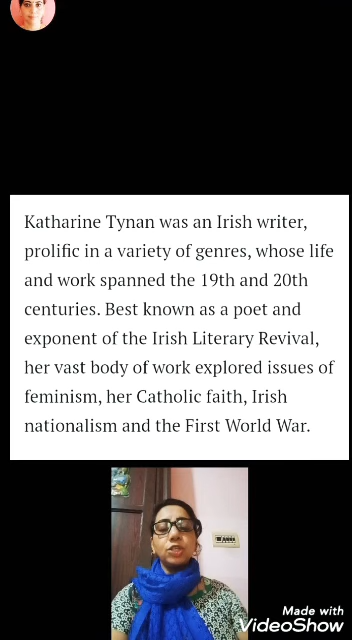 Katharine Tynan was an Irish writer,
prolific in a variety of genres, whose life
and work spanned the 19th and 20th
centuries. Best known as a poet and
exponent of the Irish Literary Revival,
her vast body of work explored issues of
feminism, her Catholic faith, Irish
nationalism and the First World War.
Made with
VideoShow